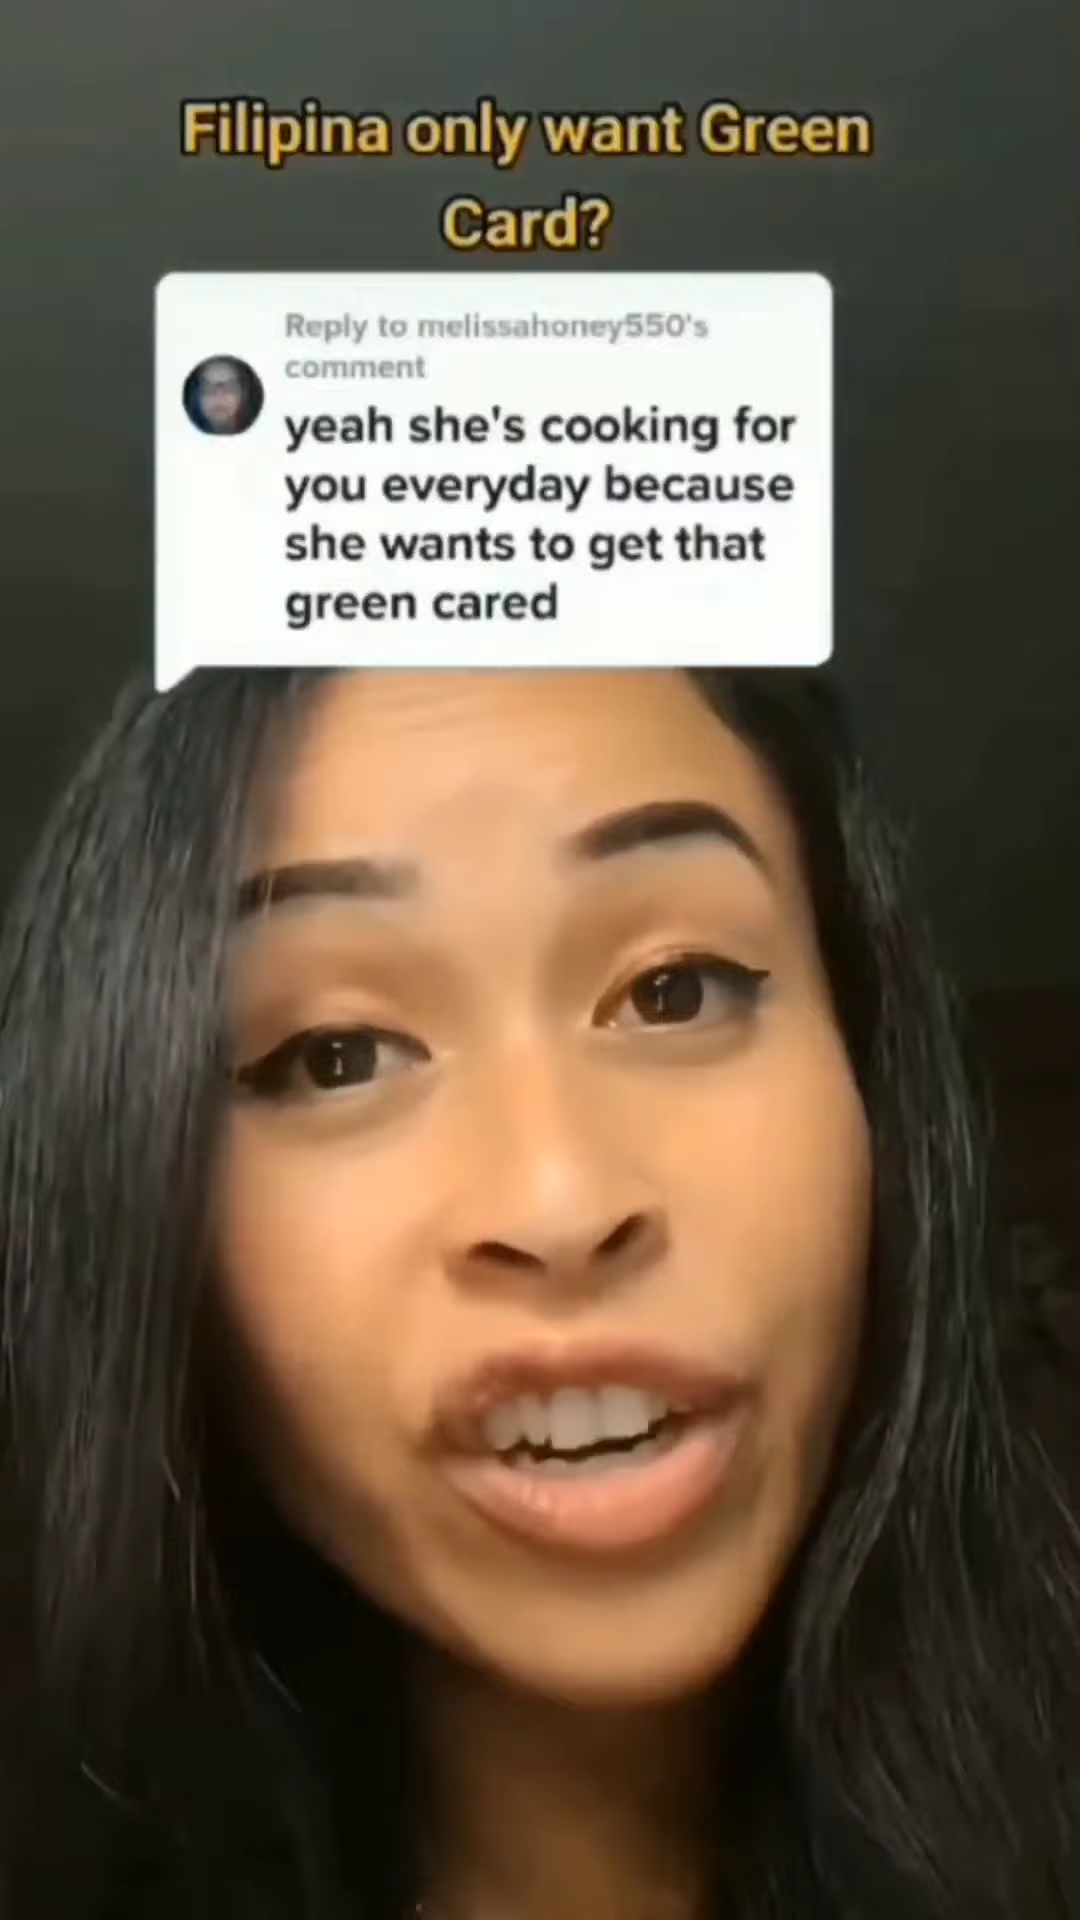 Filipina only want Green
Card?
Reply to melissahoney550's
comment
yeah she's cooking for
you everyday because
she wants to get that
green cared